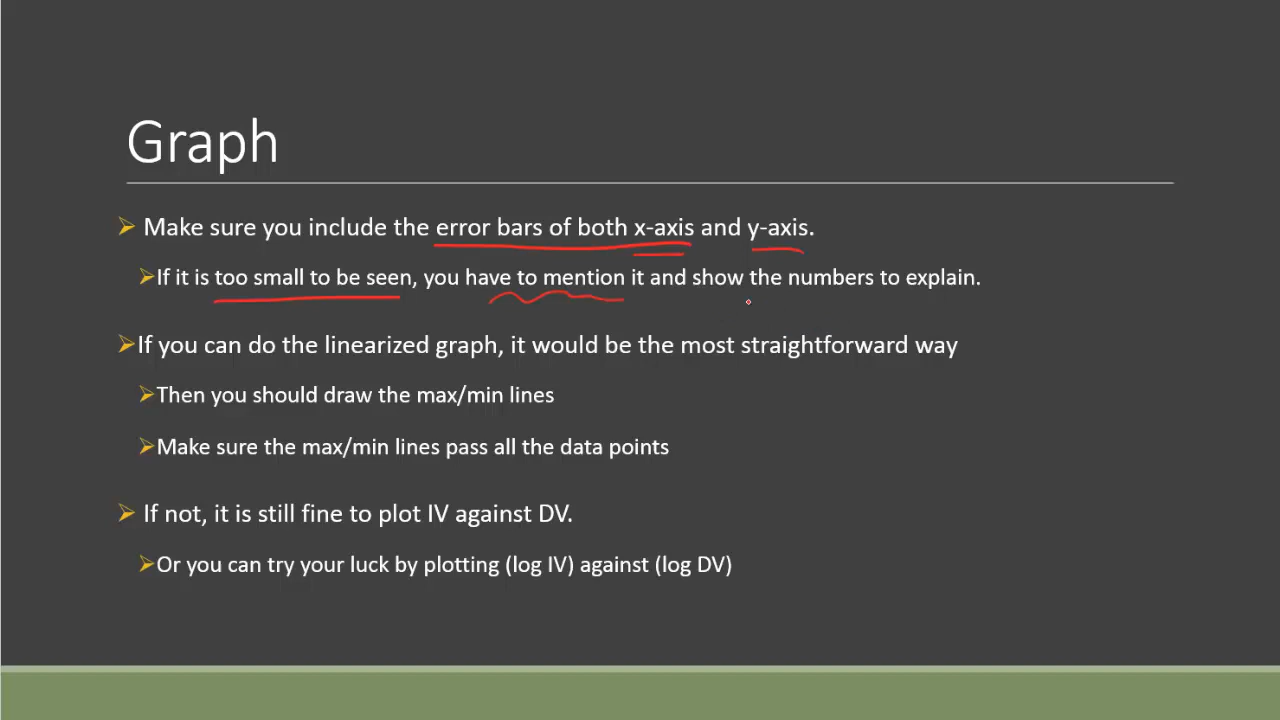 Graph
Make sure you include the error bars of both x-axis and y-axis.
If it is too small to be seen, you have to mention it and show the numbers to explain.
If you can do the linearized graph, it would be the most straightforward way
Then you should draw the max/min lines
Make sure the max/min lines pass all the data points
If not, it is still fine to plot IV against DV.
Or you can try your luck by plotting (log IV) against (log DV)